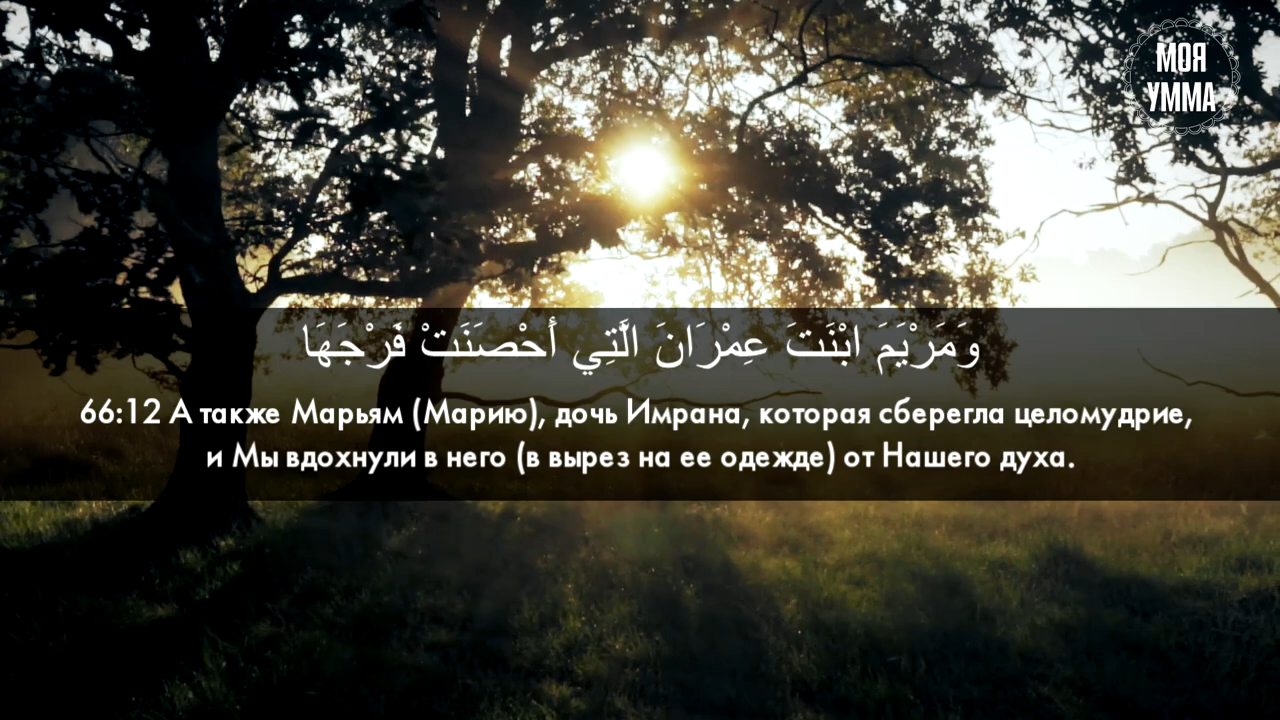 МОЯ
УММА
وَمَرْيَمَ ابْنَتَ عِمْرَانَ الَّتِي أَحْصَنَتْ فَرْجَهَا
66:12 А также Марьям (Марию), дочь Имрана, которая сберегла целомудрие,
и Мы вдохнули в него (в вырез на ее одежде) от Нашего духа.